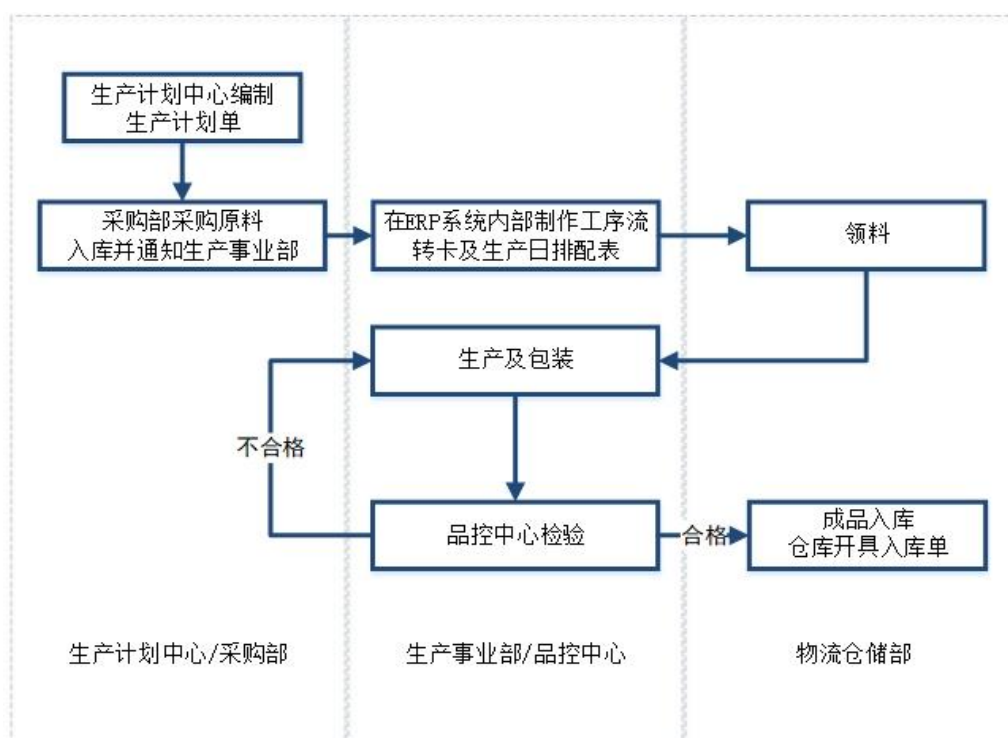 生产计划中心编制
生产计划单
采购部采购原料
入库并通知生产事业部
在ERP系统内部制作工序流
转卡及生产日排配表
领料
生产及包装
不合格
品控中心检验
合格
成品入库
仓库开具入库单
生产计划中心/采购部
生产事业部/品控中心
物流仓储部